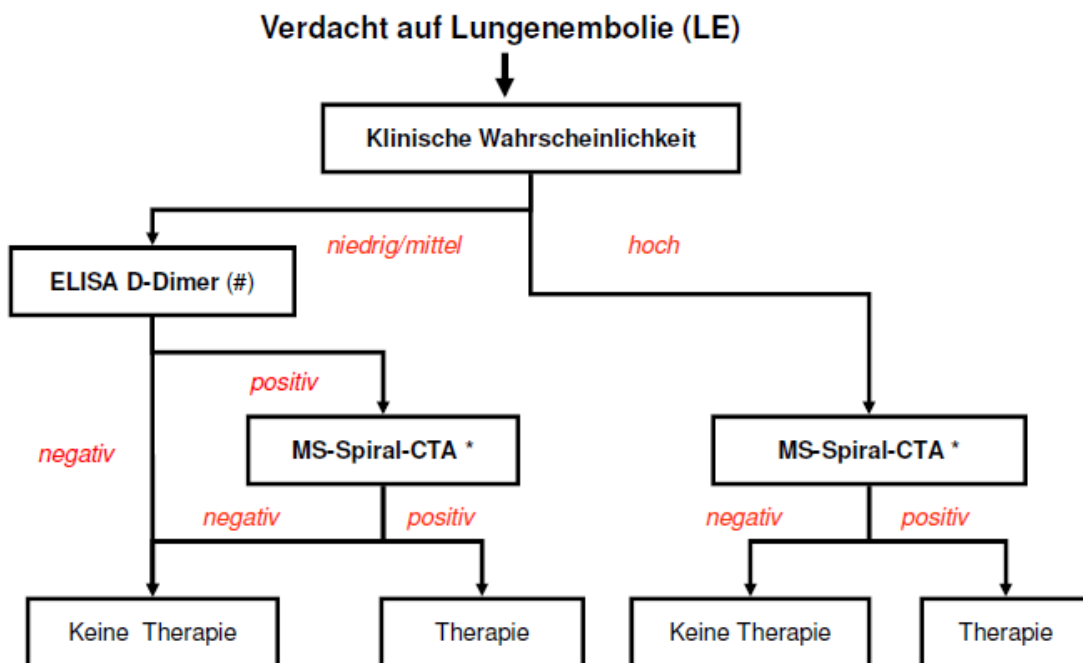 Verdacht auf Lungenembolie (LE)
Klinische Wahrscheinlichkeit
niedrig/mittel
hoch
ELISA D-Dimer (#)
positiv
negativ
MS-Spiral-CTA *
MS-Spiral-CTA *
negativ
positiv
negativ
positiv
Keine Therapie
Therapie
Keine Therapie
Therapie